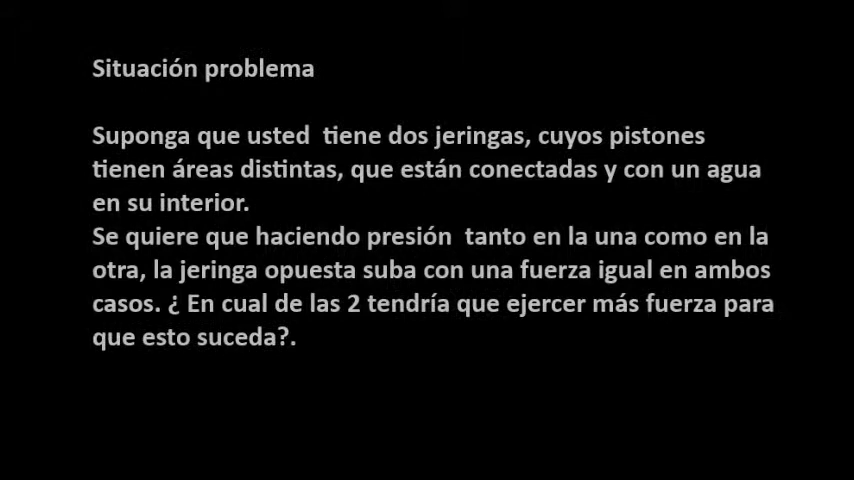 Situación problema
Suponga que usted  tiene dos jeringas, cuyos pistones
tienen áreas distintas, que están conectadas y con un agua
en su interior.
Se quiere que haciendo presión  tanto en la una como en la
otra, la jeringa opuesta suba con una fuerza igual en ambos
casos. ¿ En cual de las 2 tendría que ejercer más fuerza para
que esto suceda?.